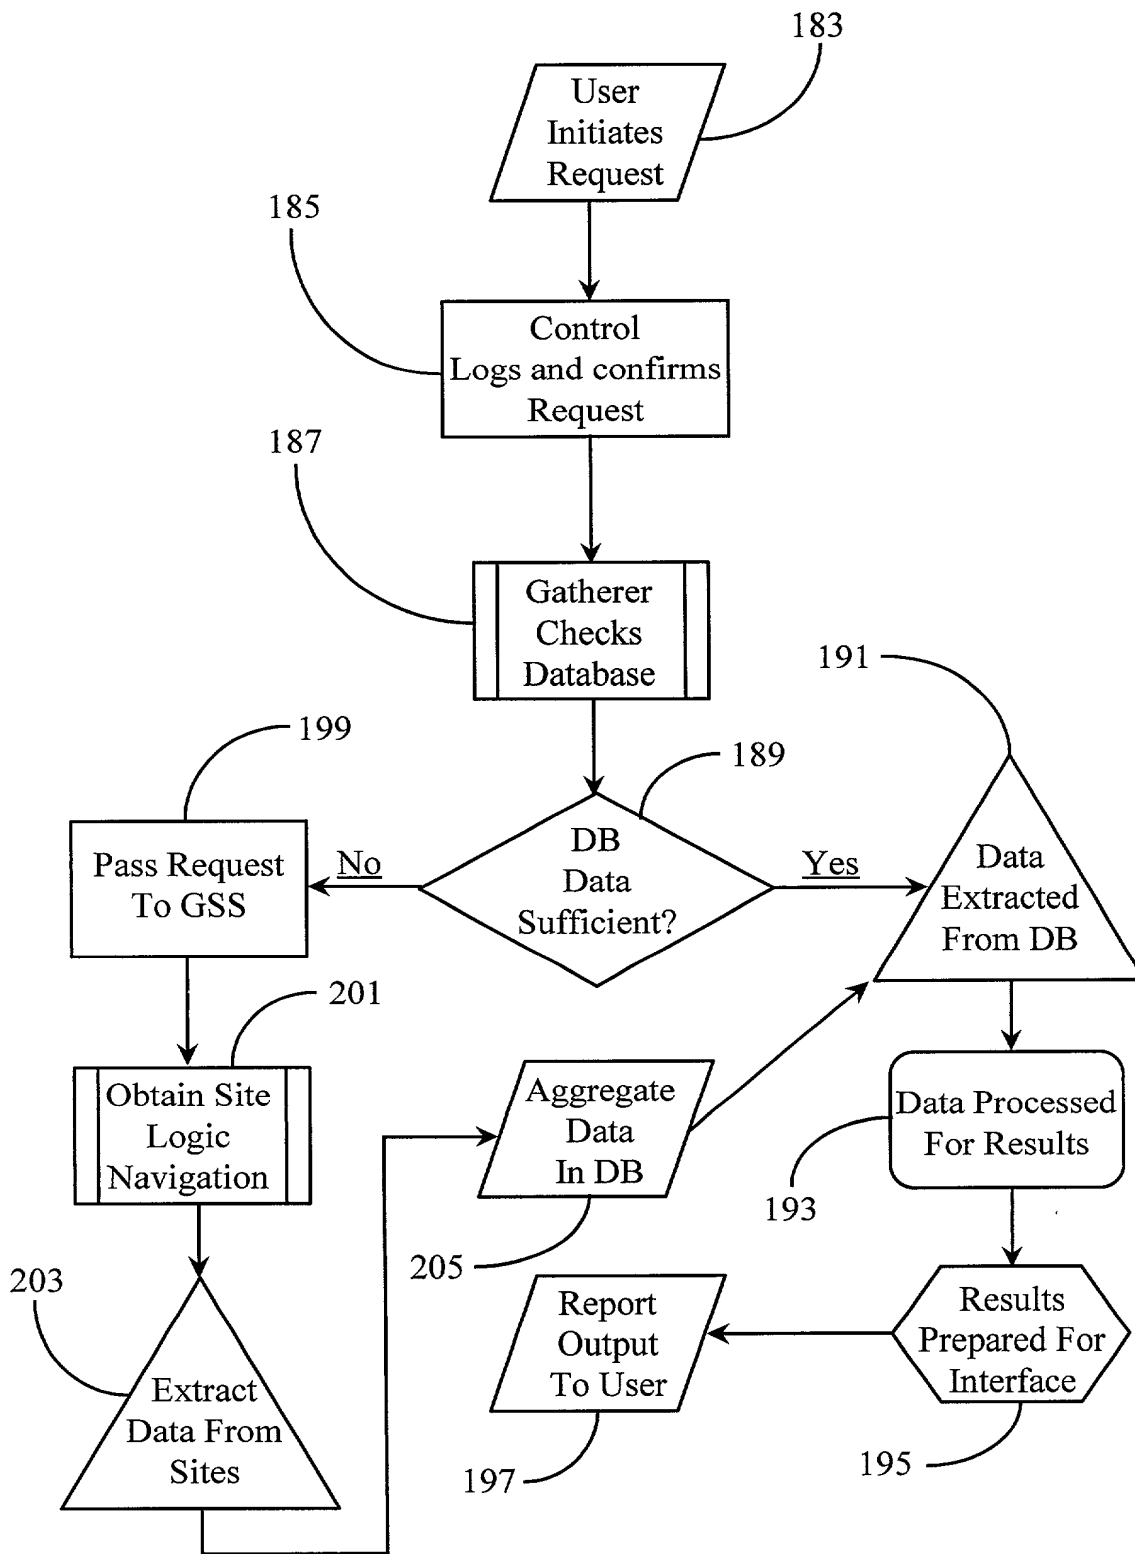 183
User
Initiates
Request
185
Control
Logs and confirms
Request
187
Gatherer
Checks
Database
191
199
189
Pass Request
To GSS
No
DB
Data
Sufficient?
Yes
Data
Extracted
From DB
201
Obtain Site
Logic
Navigation
Aggregate
Data
In DB
Data Processed
For Results
193
205
203
Extract
Data From
Sites
Report
Output
To User
Results
Prepared For
Interface
197
195